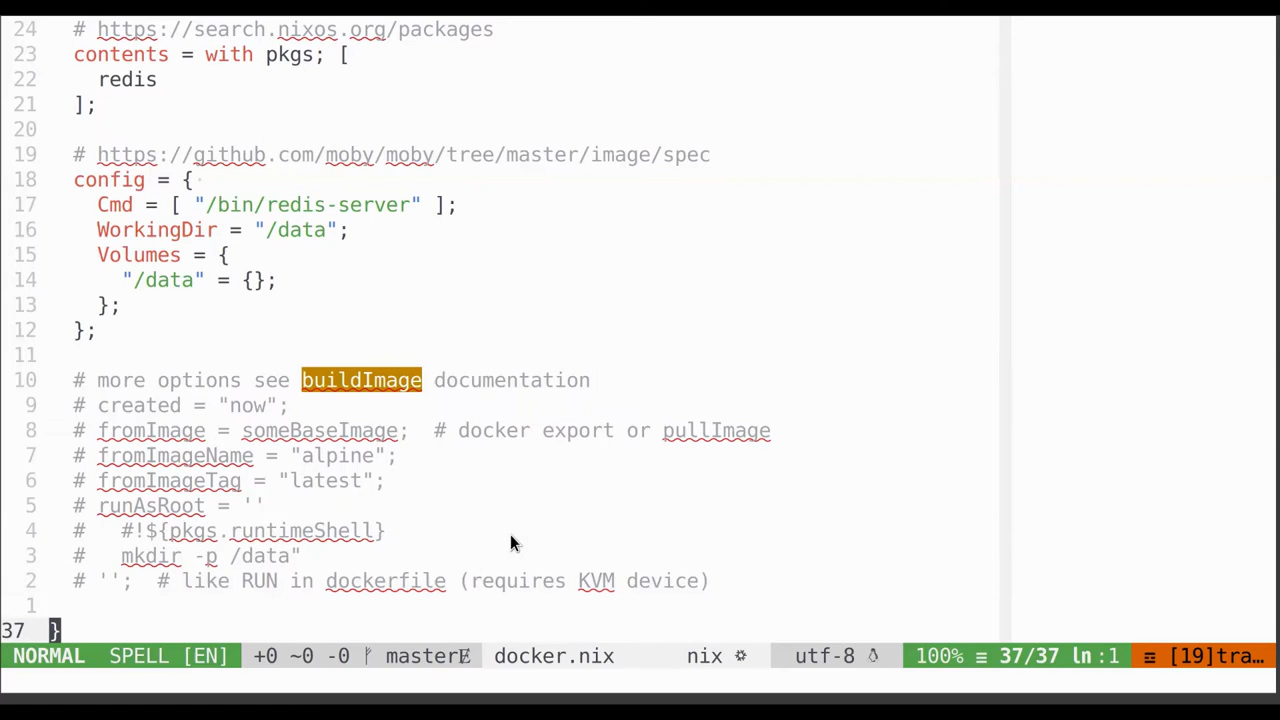 24 # https://search.nixos.org/packages
23 contents = with pkgs; [
22 redis
21 ];
20
19 # https://github.com/moby/moby/tree/master/image/spec
18 config = {
17 Cmd = [ "/bin/redis-server" ];
16 WorkingDir = "/data";
15 Volumes = {
14 "/data" = {};
13 };
12 };
11
10 # more options see buildImage documentation
9 # created = "now";
8 # fromImage = someBaseImage;  # docker export or pullImage
7 # fromImageName = "alpine";
6 # fromImageTag = "latest";
5 # runAsRoot = ''
4 #   #!${pkgs.runtimeShell}
3 #   mkdir -p /data"
2 # '';  # like RUN in dockerfile (requires KVM device)
1
37 }
NORMAL SPELL [EN] +0 ~0 -0 master docker.nix nix utf-8 100% ≡ 37/37 ln :1 [19]tra…